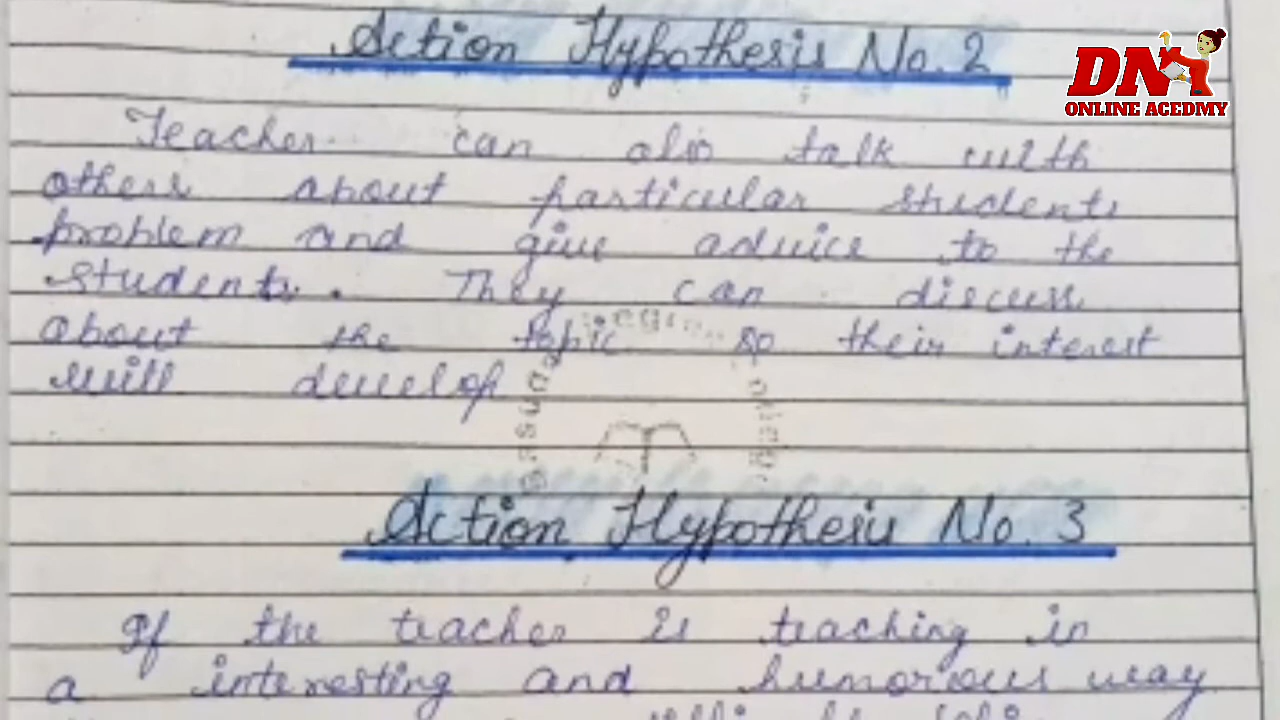 Action Hypothesis No. 2
DN
ONLINE ACEDMY
Teacher can also talk with
others about particular students
problem and give advice to the
students. They can discuss
about the topic so their interest
will develop
Action Hypothesis No. 3
If the teacher is teaching in
a interesting and humorous way